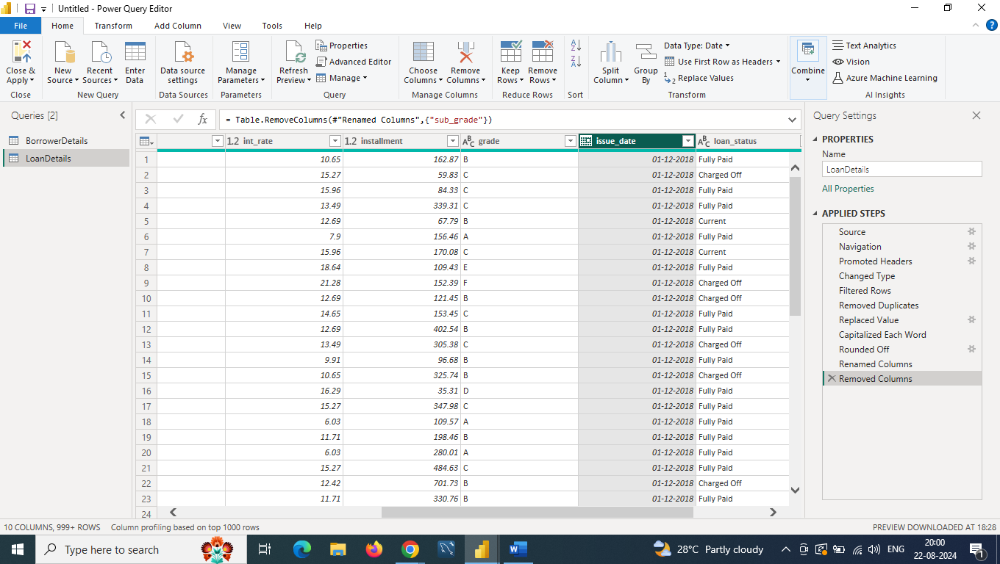 Untitled - Power Query Editor
File Home Transform Add Column View Tools Help
Close & Apply
Close
New Source
Recent Sources
Enter Data
New Query
Data source settings
Data Sources
Manage Parameters
Parameters
Refresh Preview
Properties
Advanced Editor
Manage
Query
Choose Columns
Remove Columns
Manage Columns
Keep Rows
Remove Rows
Reduce Rows
Sort
Split Column
Group By
Data Type: Date
Use First Row as Headers
Replace Values
Transform
Combine
Text Analytics
Vision
Azure Machine Learning
AI Insights
Queries [2]
BorrowerDetails
LoanDetails
fx = Table.RemoveColumns(#"Renamed Columns",{"sub_grade"})
1.2 int_rate 1.2 installment ABC grade issue_date ABC loan_status
1 10.65 162.87 B 01-12-2018 Fully Paid
2 15.27 59.83 C 01-12-2018 Charged Off
3 15.96 84.33 C 01-12-2018 Fully Paid
4 13.49 339.31 C 01-12-2018 Fully Paid
5 12.69 67.79 B 01-12-2018 Current
6 7.9 156.46 A 01-12-2018 Fully Paid
7 15.96 170.08 C 01-12-2018 Current
8 18.64 109.43 E 01-12-2018 Fully Paid
9 21.28 152.39 F 01-12-2018 Charged Off
10 12.69 121.45 B 01-12-2018 Charged Off
11 14.65 153.45 C 01-12-2018 Fully Paid
12 12.69 402.54 B 01-12-2018 Fully Paid
13 13.49 305.38 C 01-12-2018 Charged Off
14 9.91 96.68 B 01-12-2018 Fully Paid
15 10.65 325.74 B 01-12-2018 Charged Off
16 16.29 35.31 D 01-12-2018 Fully Paid
17 15.27 347.98 C 01-12-2018 Fully Paid
18 6.03 109.57 A 01-12-2018 Fully Paid
19 11.71 198.46 B 01-12-2018 Fully Paid
20 6.03 280.01 A 01-12-2018 Fully Paid
21 15.27 484.63 C 01-12-2018 Fully Paid
22 12.42 701.73 B 01-12-2018 Charged Off
23 11.71 330.76 B 01-12-2018 Fully Paid
24
Query Settings
PROPERTIES
Name
LoanDetails
All Properties
APPLIED STEPS
Source
Navigation
Promoted Headers
Changed Type
Filtered Rows
Removed Duplicates
Replaced Value
Capitalized Each Word
Rounded Off
Renamed Columns
Removed Columns
10 COLUMNS, 999+ ROWS Column profiling based on top 1000 rows PREVIEW DOWNLOADED AT 18:28
Type here to search
28°C Partly cloudy
ENG
20:00
22-08-2024
1